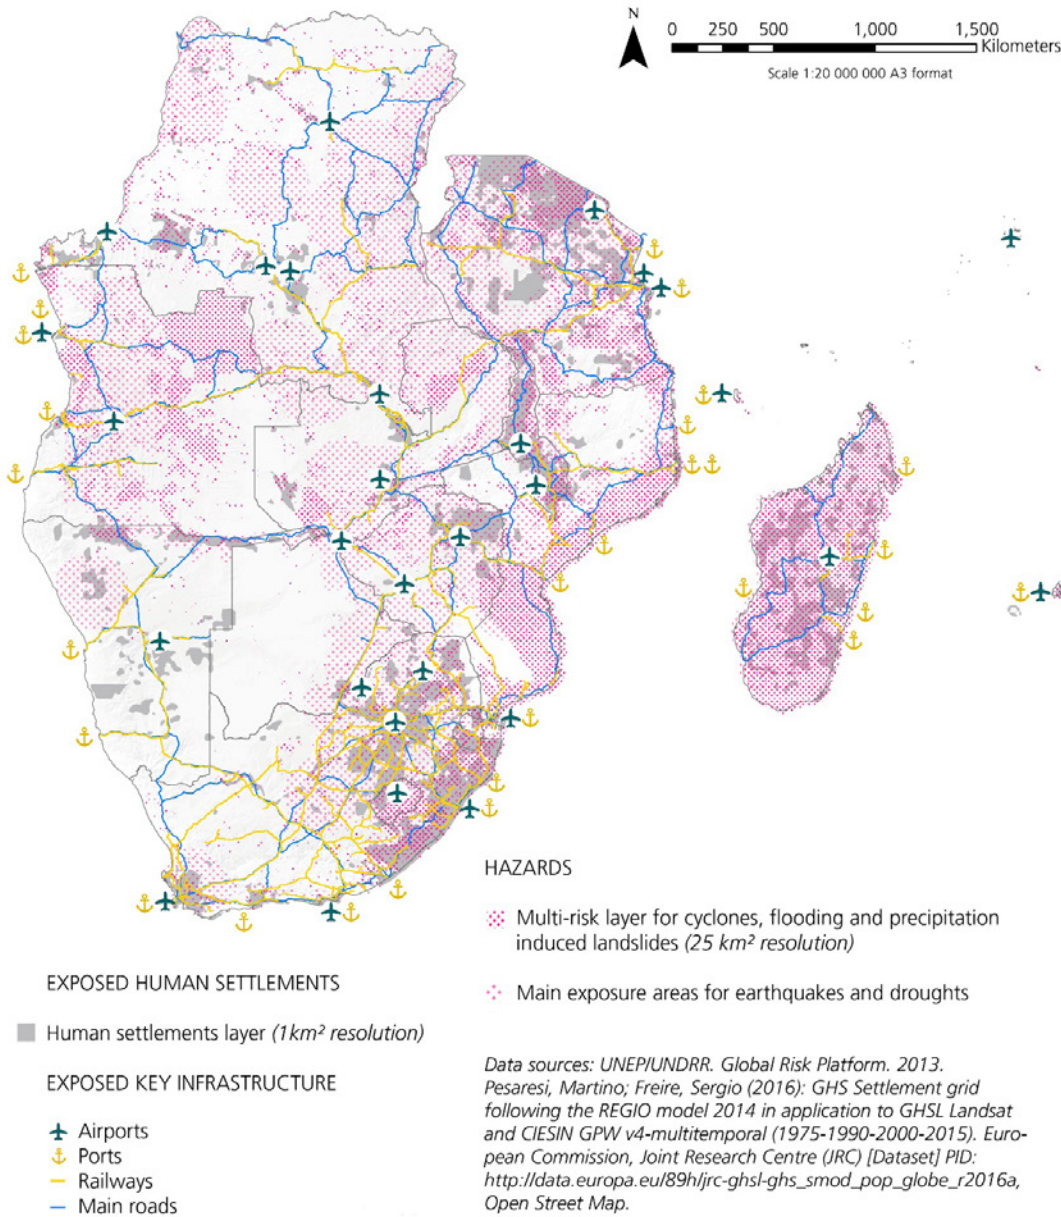 N
0 250 500 1,000 1,500
Kilometers
Scale 1:20 000 000 A3 format
HAZARDS
Multi-risk layer for cyclones, flooding and precipitation
induced landslides (25 km² resolution)
Main exposure areas for earthquakes and droughts
EXPOSED HUMAN SETTLEMENTS
Human settlements layer (1km² resolution)
EXPOSED KEY INFRASTRUCTURE
Airports
Ports
Railways
Main roads
Data sources: UNEP/UNDRR. Global Risk Platform. 2013.
Pesaresi, Martino; Freire, Sergio (2016): GHS Settlement grid
following the REGIO model 2014 in application to GHSL Landsat
and CIESIN GPW v4-multitemporal (1975-1990-2000-2015). Euro-
pean Commission, Joint Research Centre (JRC) [Dataset] PID:
http://data.europa.eu/89h/jrc-ghsl-ghs_smod_pop_globe_r2016a,
Open Street Map.